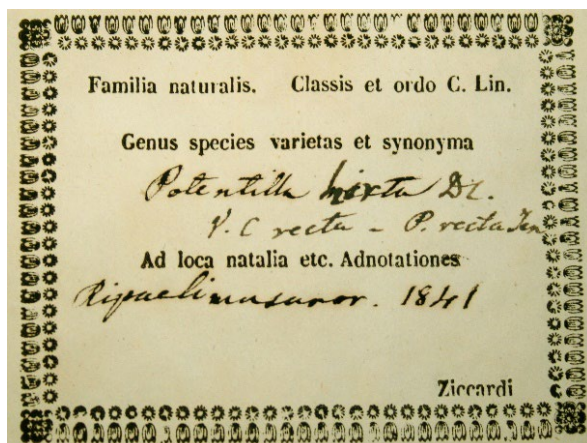 Familia naturalis. Classis et ordo C. Lin.
Genus species varietas et synonyma
Potentilla hirta DC.
V. C recta - P. recta Ten
Ad loca natalia etc. Adnotationes
1841
Ziccardi